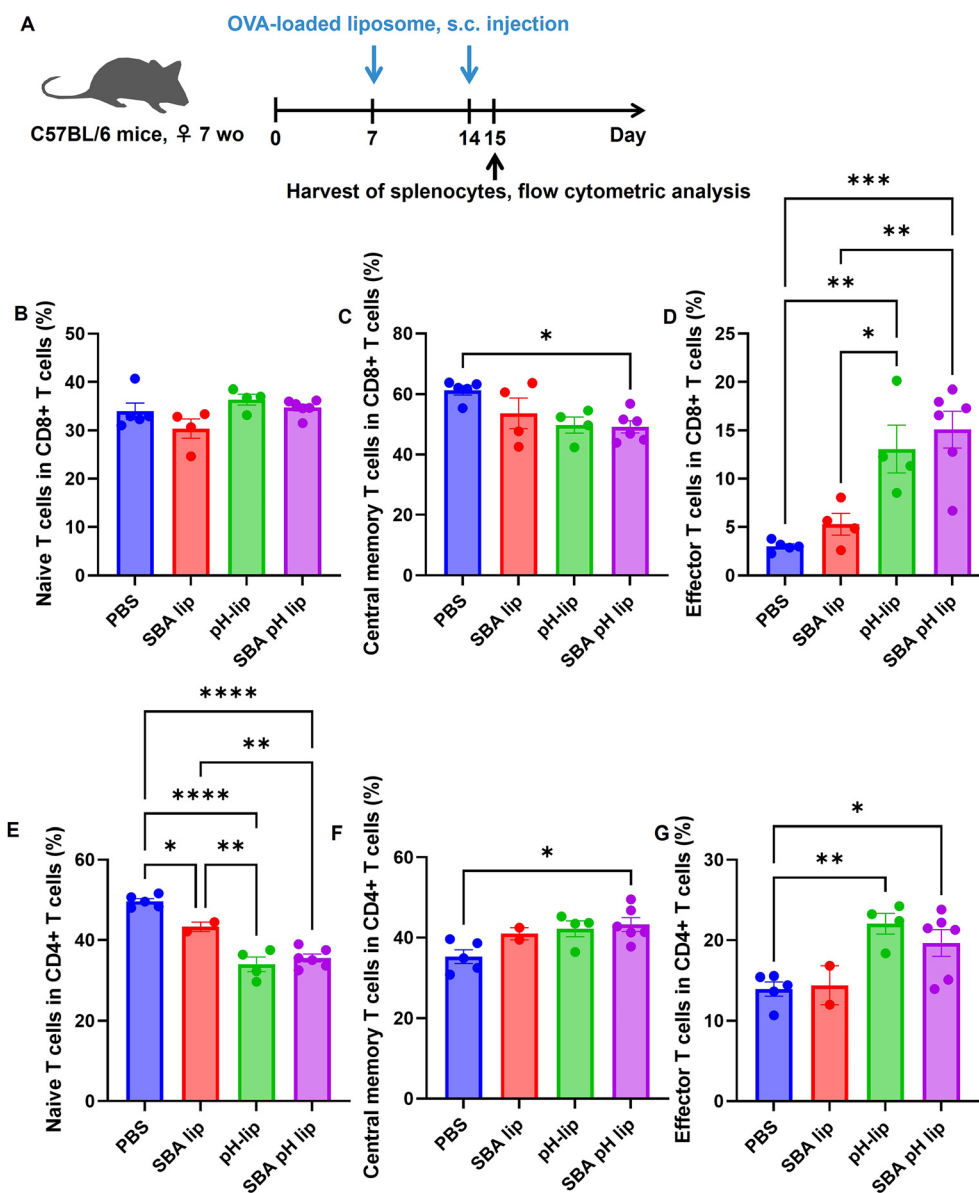 A
OVA-loaded liposome, s.c. injection
C57BL/6 mice, ♀ 7 wo
0 7 14 15 Day
Harvest of splenocytes, flow cytometric analysis
B
Naive T cells in CD8+ T cells (%)
50
40
30
20
10
0
PBS
SBA lip
pH-lip
SBA pH lip
C
Central memory T cells in CD8+ T cells (%)
80
60
40
20
0
*
PBS
SBA lip
pH-lip
SBA pH lip
D
Effector T cells in CD8+ T cells (%)
25
20
15
10
5
0
***
**
**
*
PBS
SBA lip
pH-lip
SBA pH lip
E
Naive T cells in CD4+ T cells (%)
60
40
20
0
****
**
****
* **
PBS
SBA lip
pH-lip
SBA pH lip
F
Central memory T cells in CD4+ T cells (%)
60
40
20
0
*
PBS
SBA lip
pH-lip
SBA pH lip
G
Effector T cells in CD4+ T cells (%)
30
20
10
0
*
**
PBS
SBA lip
pH-lip
SBA pH lip